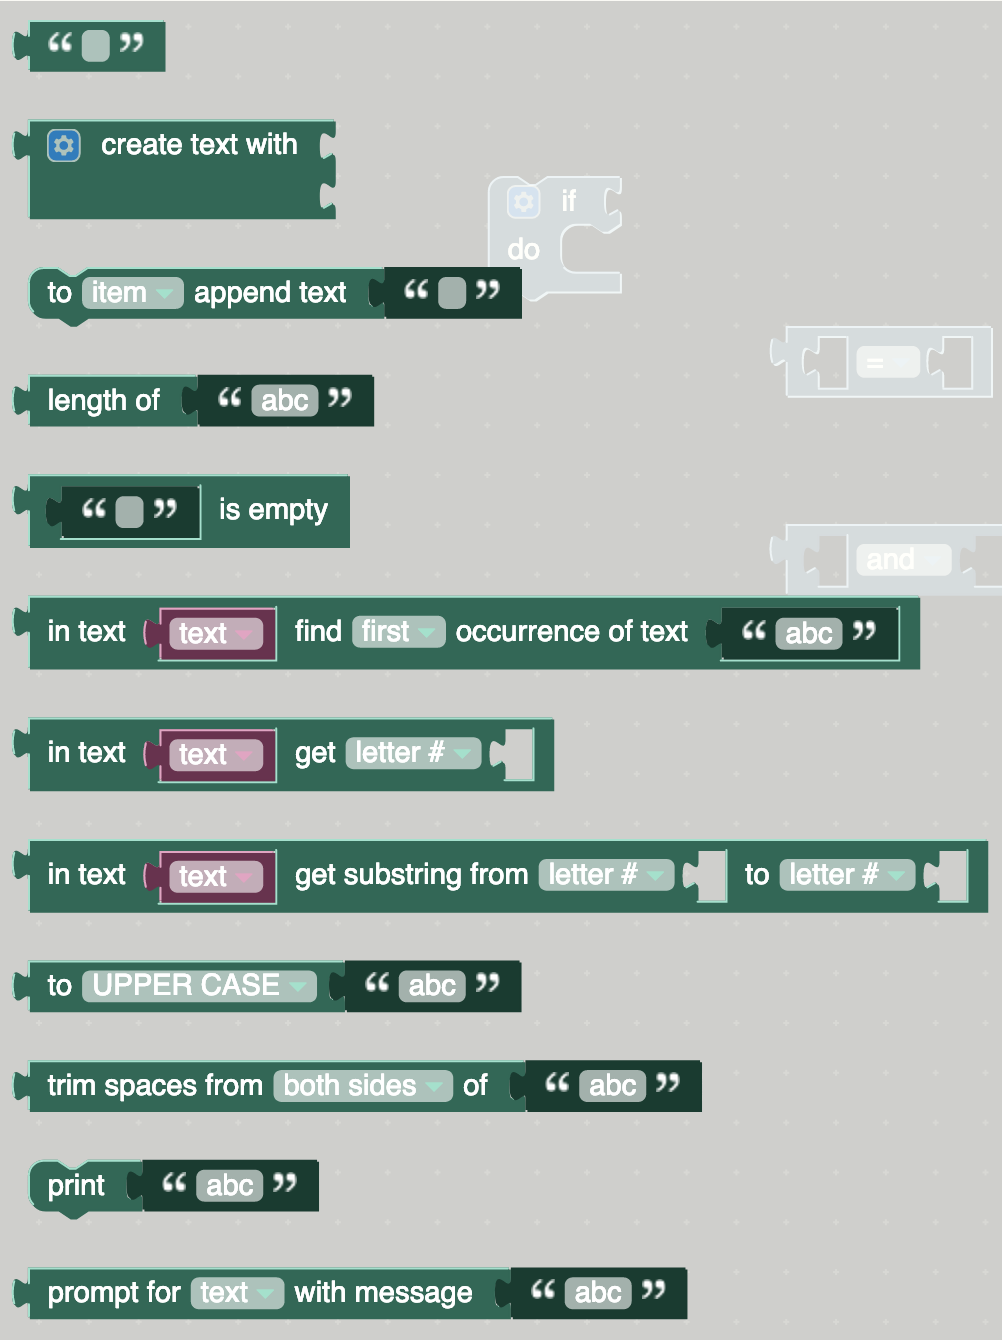 “ ”
create text with
if
do
to item append text “ ”
=
length of “ abc ”
“ ” is empty
and
in text text find first occurrence of text “ abc ”
in text text get letter #
in text text get substring from letter # to letter #
to UPPER CASE “ abc ”
trim spaces from both sides of “ abc ”
print “ abc ”
prompt for text with message “ abc ”